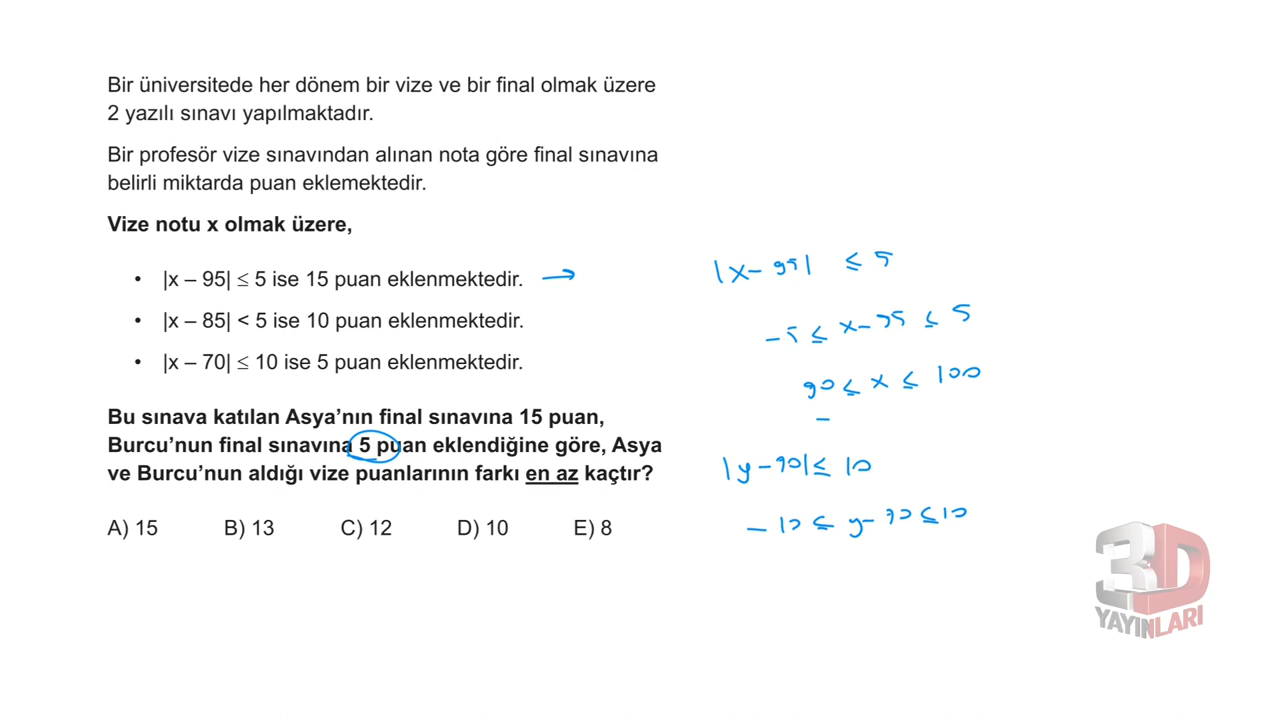 Bir üniversitede her dönem bir vize ve bir final olmak üzere
2 yazılı sınavı yapılmaktadır.
Bir profesör vize sınavından alınan nota göre final sınavına
belirli miktarda puan eklemektedir.
Vize notu x olmak üzere,
• |x – 95| ≤ 5 ise 15 puan eklenmektedir. →
• |x – 85| < 5 ise 10 puan eklenmektedir.
• |x – 70| ≤ 10 ise 5 puan eklenmektedir.
Bu sınava katılan Asya’nın final sınavına 15 puan,
Burcu’nun final sınavına 5 puan eklendiğine göre, Asya
ve Burcu’nun aldığı vize puanlarının farkı en az kaçtır?
A) 15 B) 13 C) 12 D) 10 E) 8
|x – 95| ≤ 5
– 5 ≤ x – 95 ≤ 5
90 ≤ x ≤ 100
|y – 70| ≤ 10
– 10 ≤ y – 70 ≤ 10
3D
YAYINLARI